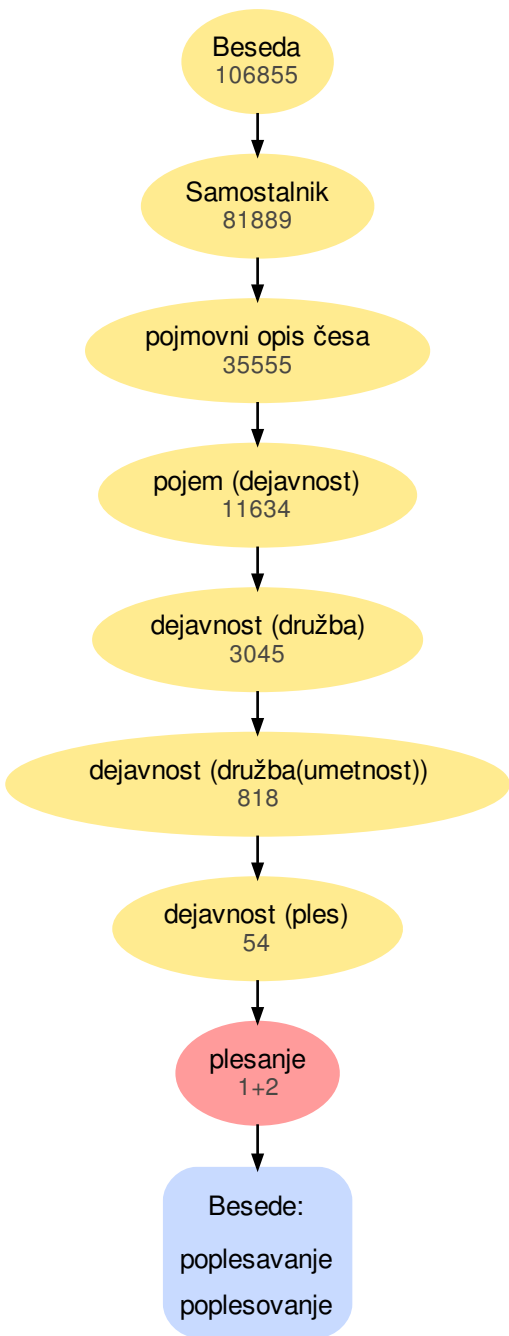 Beseda
106855
Samostalnik
81889
pojmovni opis česa
35555
pojem (dejavnost)
11634
dejavnost (družba)
3045
dejavnost (družba(umetnost))
818
dejavnost (ples)
54
plesanje
1+2
Besede:
poplesavanje
poplesovanje